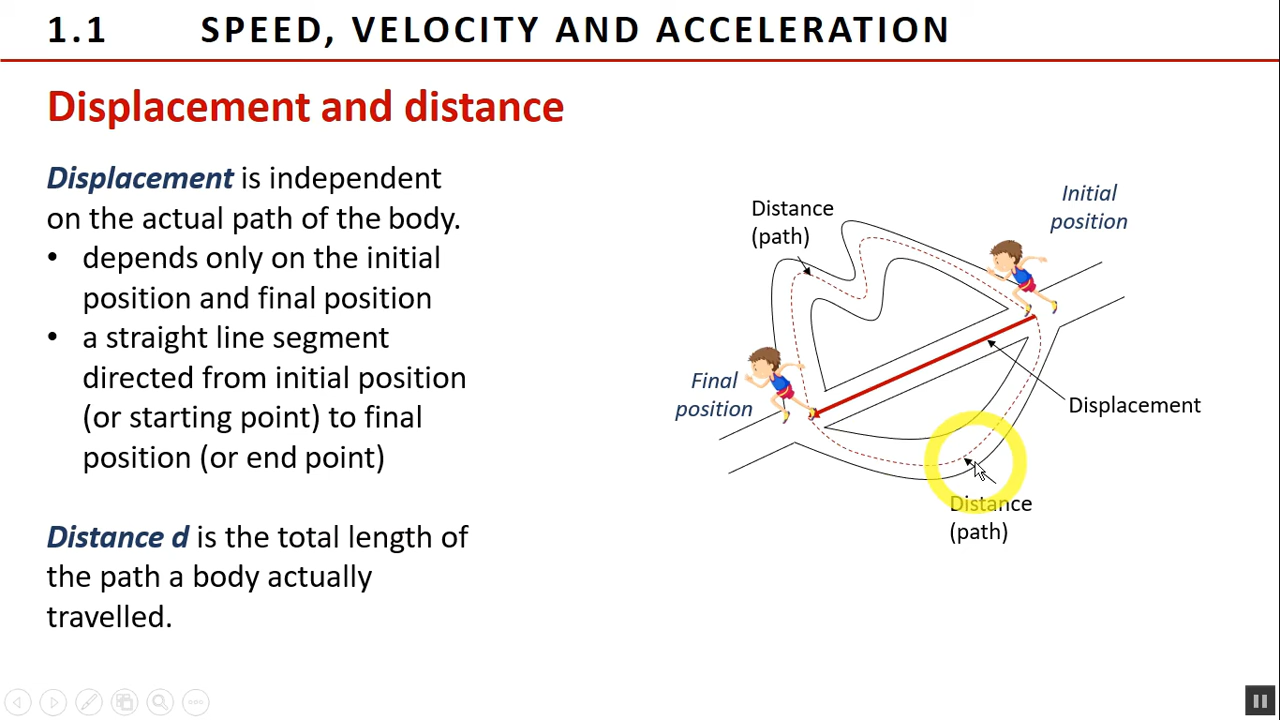 1.1 SPEED, VELOCITY AND ACCELERATION
Displacement and distance
Displacement is independent
on the actual path of the body.
• depends only on the initial
position and final position
• a straight line segment
directed from initial position
(or starting point) to final
position (or end point)
Distance d is the total length of
the path a body actually
travelled.
Initial
position
Distance
(path)
Final
position
Displacement
Distance
(path)